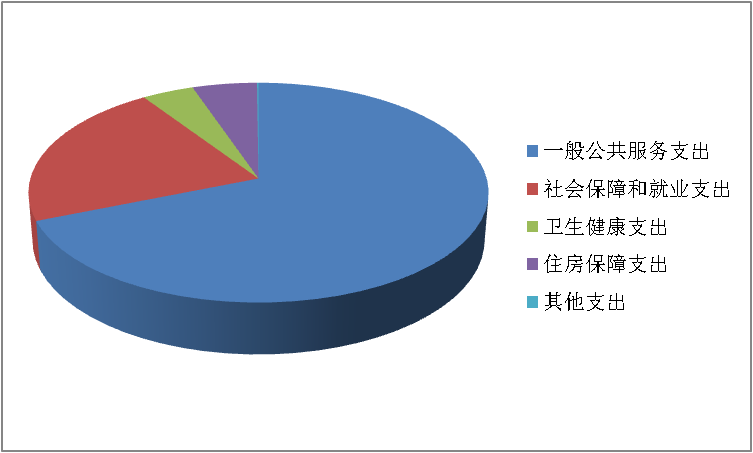 一般公共服务支出
社会保障和就业支出
卫生健康支出
住房保障支出
其他支出